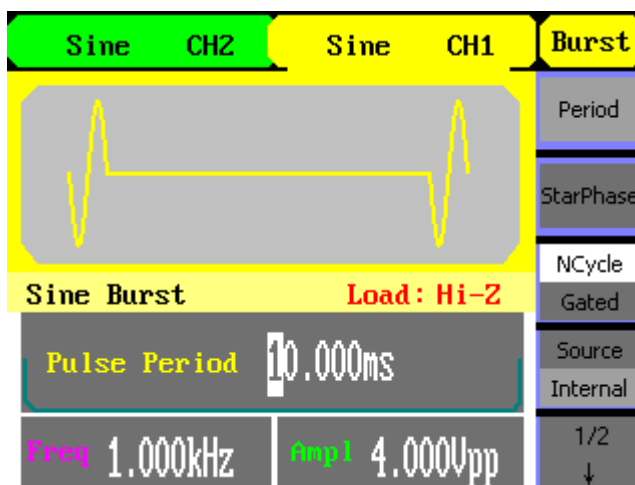 Sine CH2 Sine CH1 Burst
Period
StarPhase
NCycle
Gated
Sine Burst Load: Hi-Z
Source
Internal
Pulse Period 10.000ms
Freq 1.000kHz Ampl 4.000Vpp
1/2